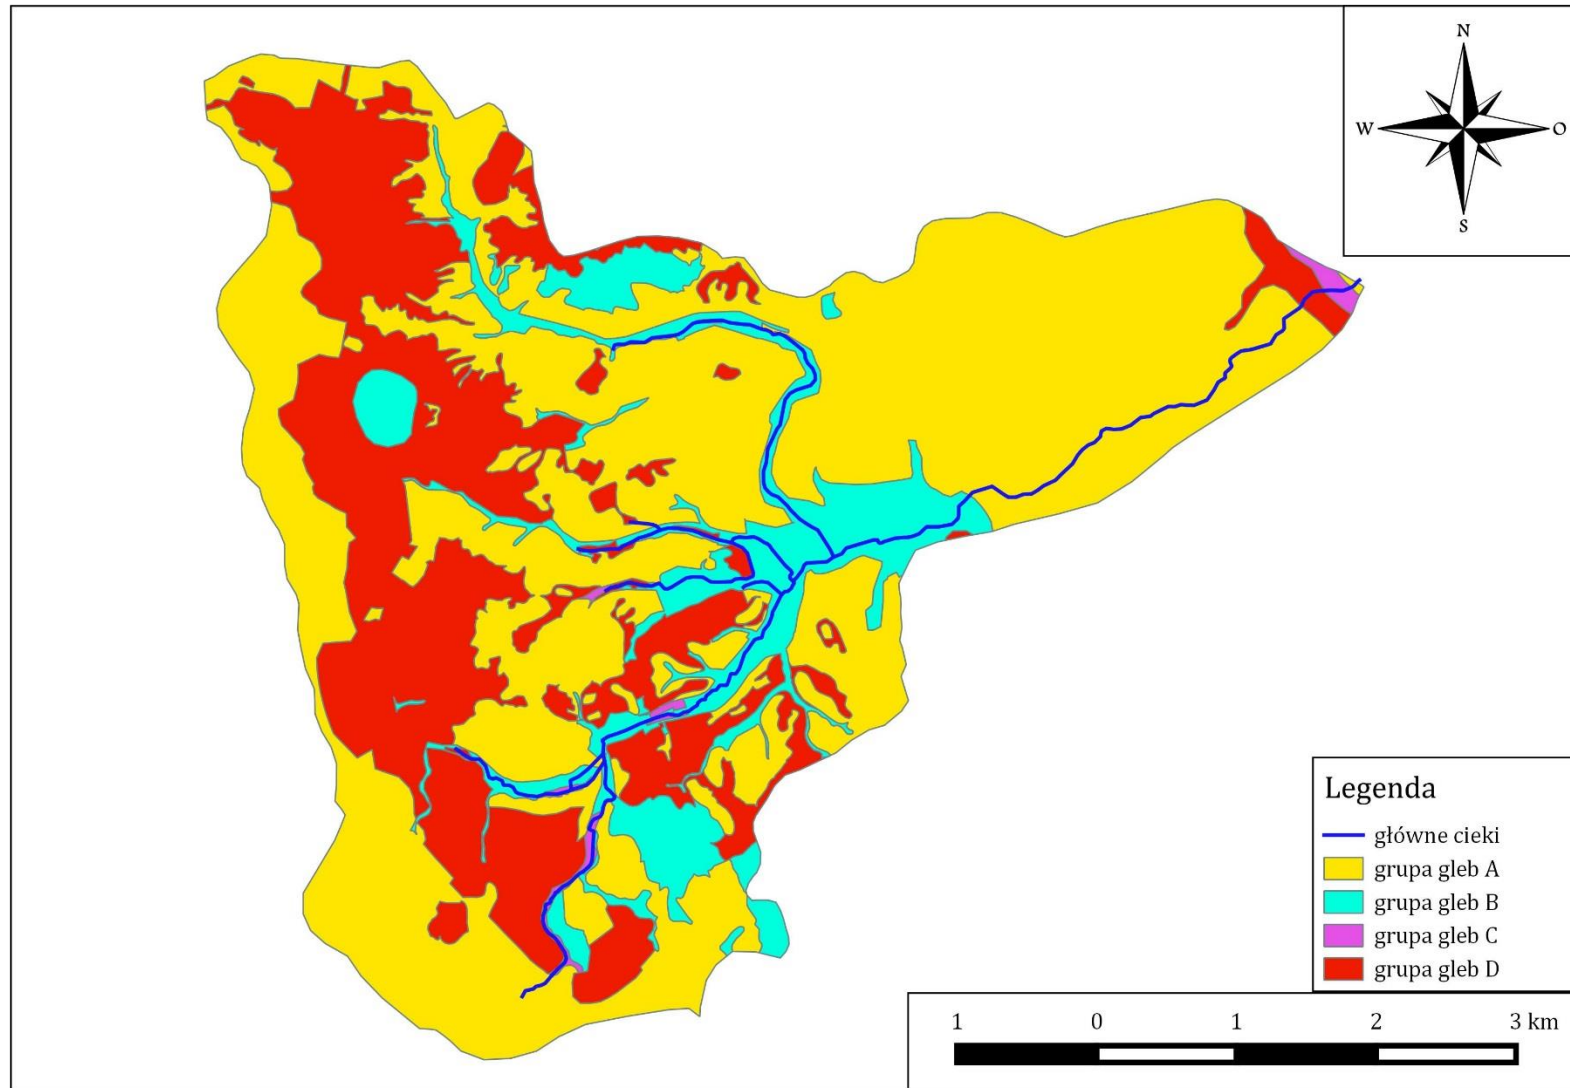 N
W
O
S
Legenda
główne cieki
grupa gleb A
grupa gleb B
grupa gleb C
grupa gleb D
1 0 1 2 3 km